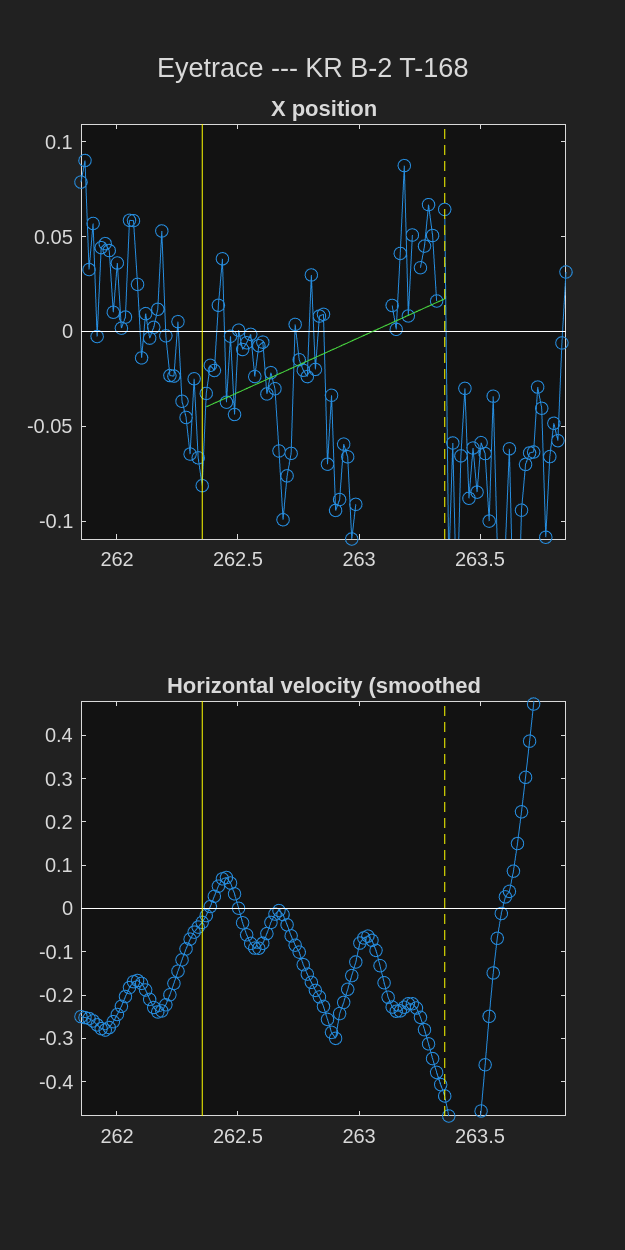 Eyetrace --- KR B-2 T-168
X position
0.1
0.05
0
-0.05
-0.1
262 262.5 263 263.5
Horizontal velocity (smoothed
0.4
0.3
0.2
0.1
0
-0.1
-0.2
-0.3
-0.4
262 262.5 263 263.5